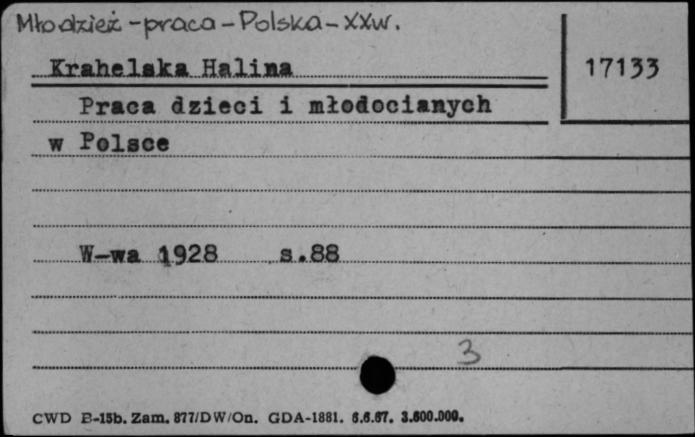 Młodzież - praca - Polska - XXw.
Krahelska Halina
17133
Praca dzieci i młodocianych
w Polsce
W-wa 1928 s.88
3
CWD B-15b. Zam. 877/DW/On. GDA-1881. 6.6.67. 3.600.000.